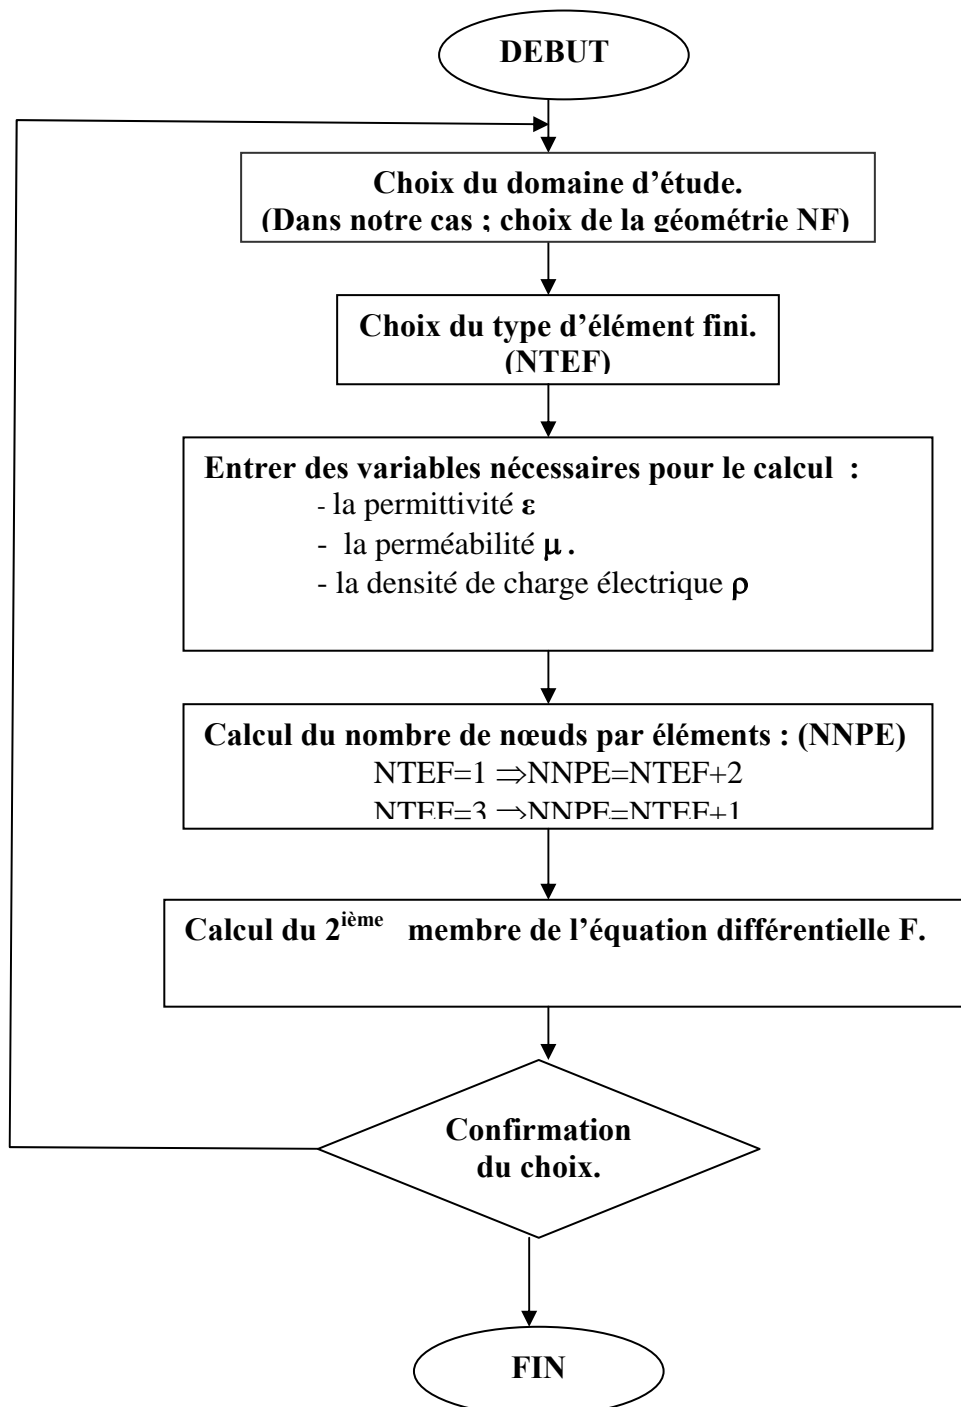 DEBUT
Choix du domaine d’étude.
(Dans notre cas ; choix de la géométrie NF)
Choix du type d’élément fini.
(NTEF)
Entrer des variables nécessaires pour le calcul :
- la permittivité ε
- la perméabilité μ .
- la densité de charge électrique ρ
Calcul du nombre de nœuds par éléments : (NNPE)
NTEF=1 ⇒NNPE=NTEF+2
NTEF=3 ⇒NNPE=NTEF+1
Calcul du 2ième membre de l’équation différentielle F.
Confirmation
du choix.
FIN